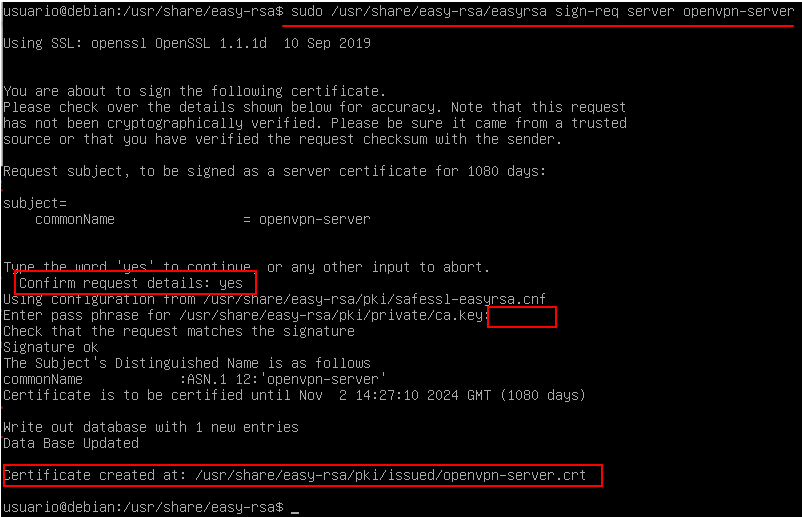 usuario@debian:/usr/share/easy-rsa$ sudo /usr/share/easy-rsa/easyrsa sign-req server openvpn-server
Using SSL: openssl OpenSSL 1.1.1d  10 Sep 2019
You are about to sign the following certificate.
Please check over the details shown below for accuracy. Note that this request
has not been cryptographically verified. Please be sure it came from a trusted
source or that you have verified the request checksum with the sender.
Request subject, to be signed as a server certificate for 1080 days:
subject=
    commonName                = openvpn-server
Type the word 'yes' to continue, or any other input to abort.
  Confirm request details: yes
Using configuration from /usr/share/easy-rsa/pki/safessl-easyrsa.cnf
Enter pass phrase for /usr/share/easy-rsa/pki/private/ca.key:
Check that the request matches the signature
Signature ok
The Subject's Distinguished Name is as follows
commonName            :ASN.1 12:'openvpn-server'
Certificate is to be certified until Nov  2 14:27:10 2024 GMT (1080 days)
Write out database with 1 new entries
Data Base Updated
Certificate created at: /usr/share/easy-rsa/pki/issued/openvpn-server.crt
usuario@debian:/usr/share/easy-rsa$ _